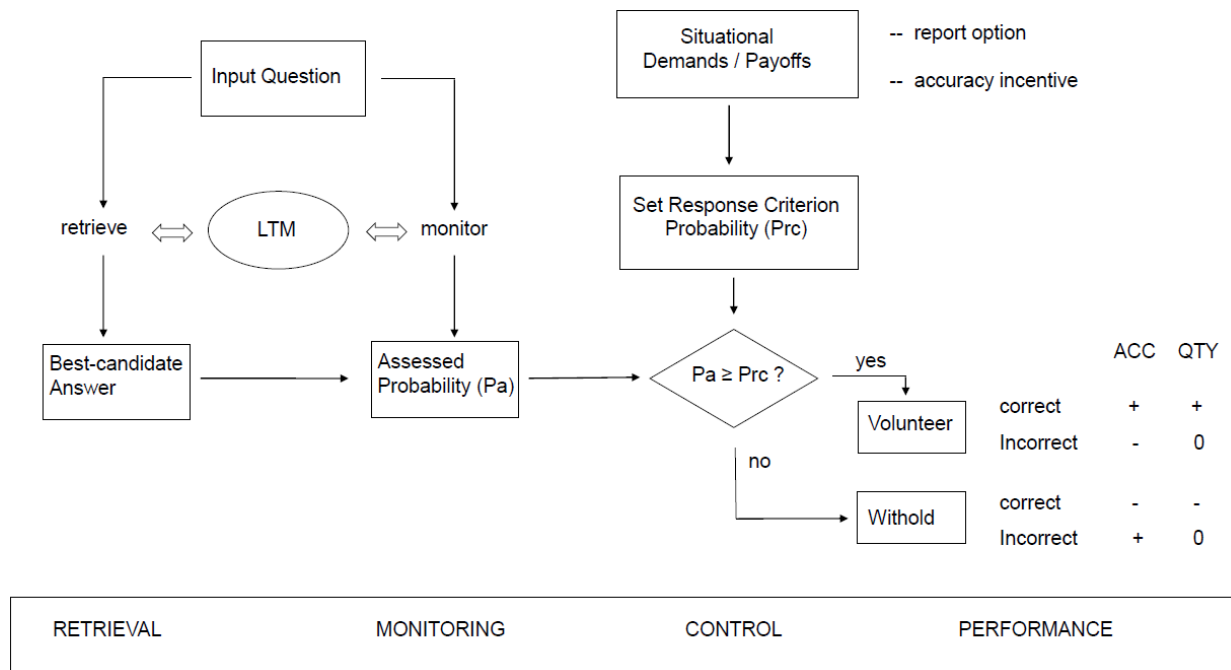 Input Question
Situational
Demands / Payoffs
-- report option
-- accuracy incentive
retrieve
LTM
monitor
Set Response Criterion
Probability (Prc)
Best-candidate
Answer
Assessed
Probability (Pa)
Pa ≥ Prc ?
yes
no
ACC QTY
Volunteer
correct + +
Incorrect - 0
Withold
correct - -
Incorrect + 0
RETRIEVAL MONITORING CONTROL PERFORMANCE